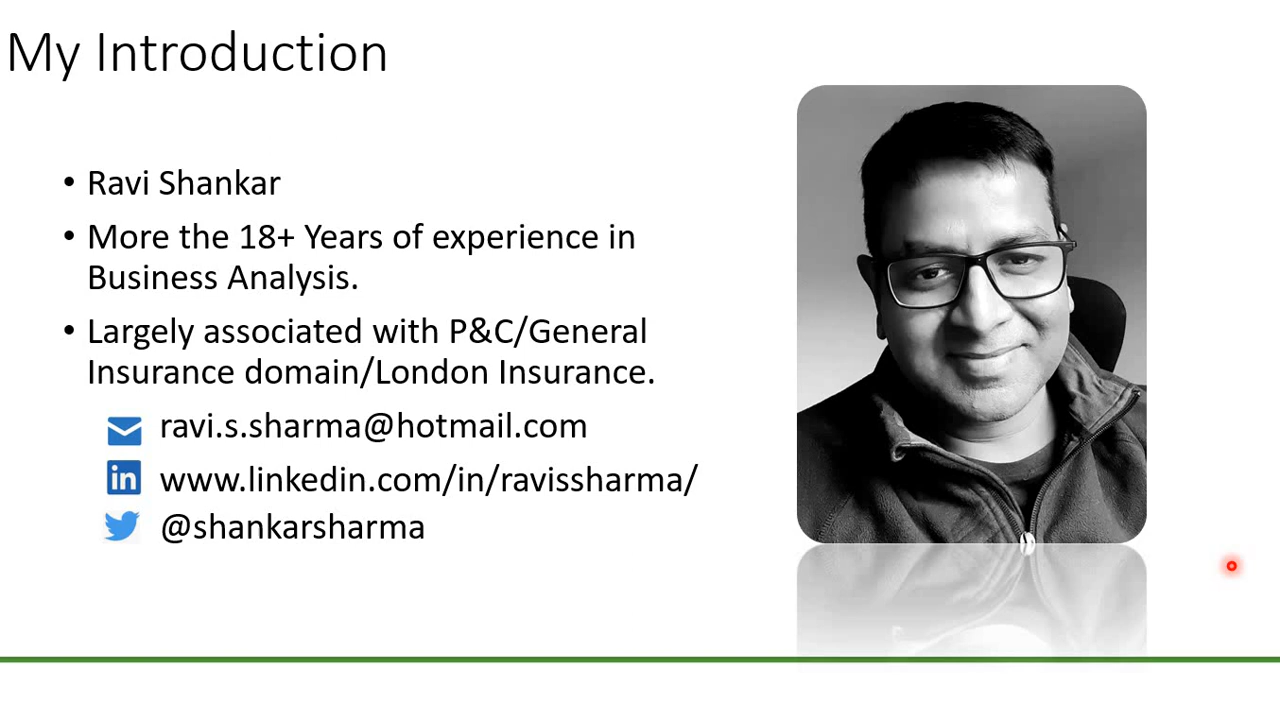 My Introduction
• Ravi Shankar
• More the 18+ Years of experience in
Business Analysis.
• Largely associated with P&C/General
Insurance domain/London Insurance.
ravi.s.sharma@hotmail.com
in www.linkedin.com/in/ravissharma/
@shankarsharma